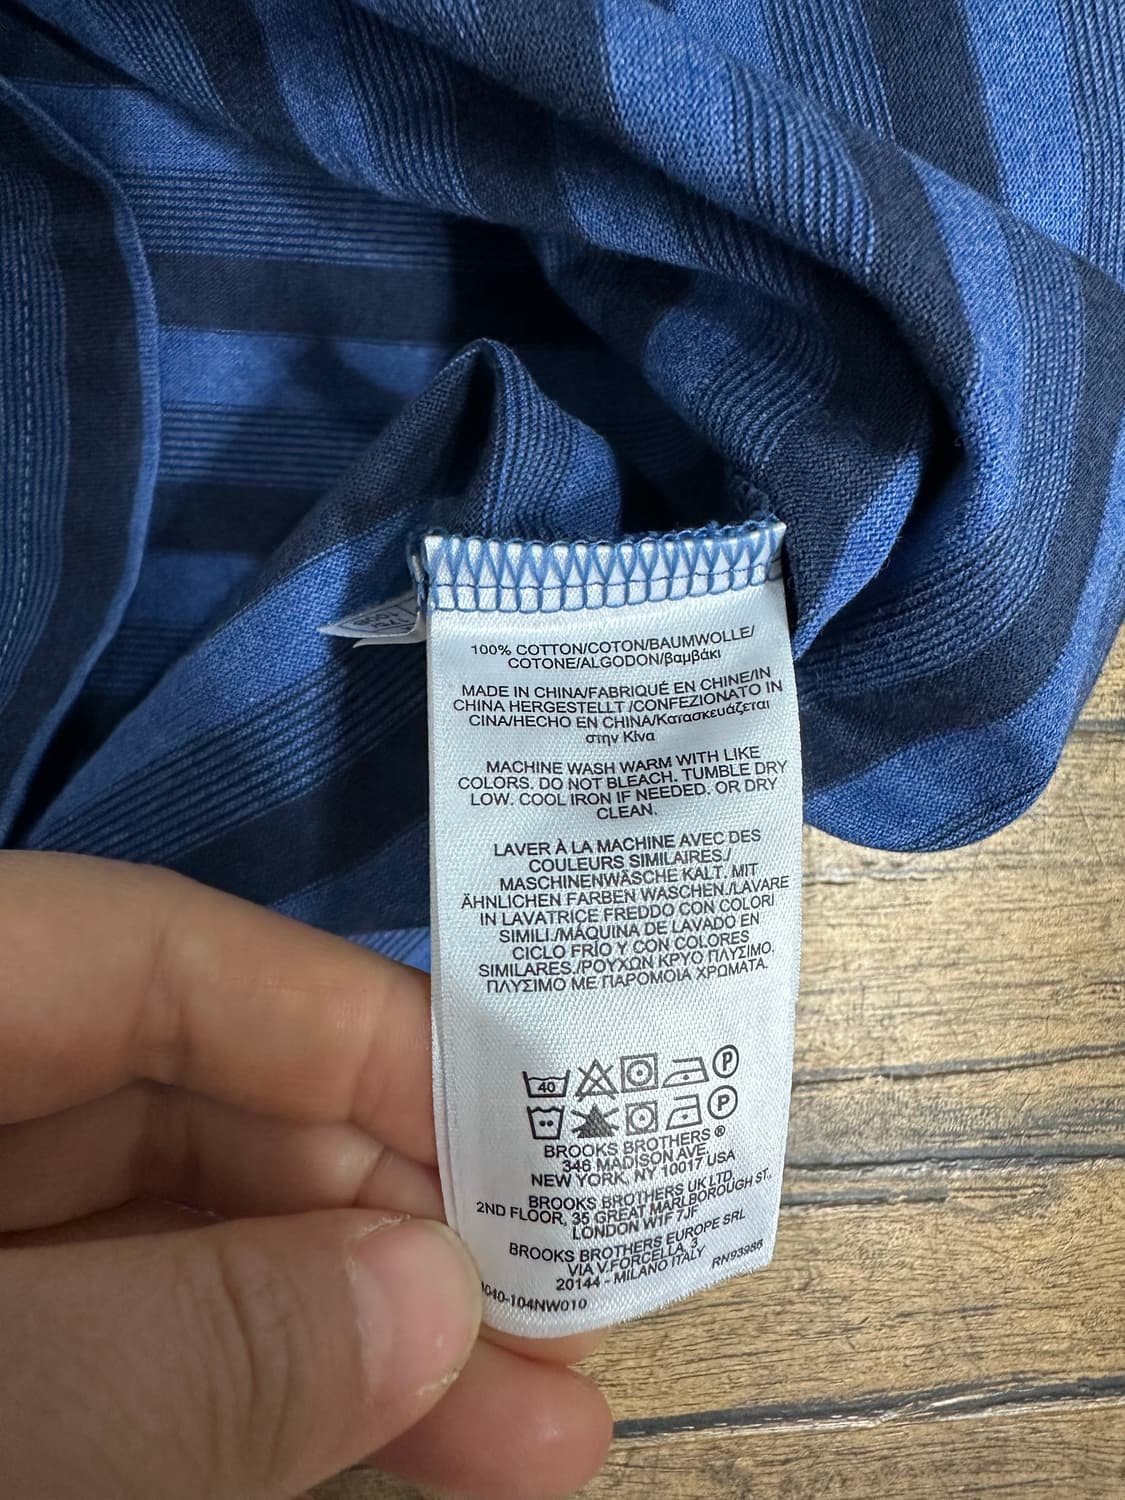 100% COTTON/COTON/BAUMWOLLE/
COTONE/ALGODON/βαμβάκι
MADE IN CHINA/FABRIQUÉ EN CHINE/IN
CHINA HERGESTELLT /CONFEZIONATO IN
CINA/HECHO EN CHINA/Κατασκευάζεται
στην Κίνα
MACHINE WASH WARM WITH LIKE
COLORS. DO NOT BLEACH. TUMBLE DRY
LOW. COOL IRON IF NEEDED. OR DRY
CLEAN.
LAVER À LA MACHINE AVEC DES
COULEURS SIMILAIRES./
MASCHINENWÄSCHE KALT. MIT
ÄHNLICHEN FARBEN WASCHEN./LAVARE
IN LAVATRICE FREDDO CON COLORI
SIMILI./MÁQUINA DE LAVADO EN
CICLO FRÍO Y CON COLORES
SIMILARES./ΡΟΥΧΩΝ ΚΡΥΟ ΠΛΥΣΙΜΟ.
ΠΛΥΣΙΜΟ ΜΕ ΠΑΡΟΜΟΙΑ ΧΡΩΜΑΤΑ.
40 P
P
BROOKS BROTHERS ®
346 MADISON AVE.
NEW YORK, NY 10017 USA
BROOKS BROTHERS UK LTD.
2ND FLOOR, 35 GREAT MARLBOROUGH ST.
LONDON W1F 7JF
BROOKS BROTHERS EUROPE SRL
VIA V.FORCELLA, 3
20144 - MILANO ITALY
RN93986
040-104NW010